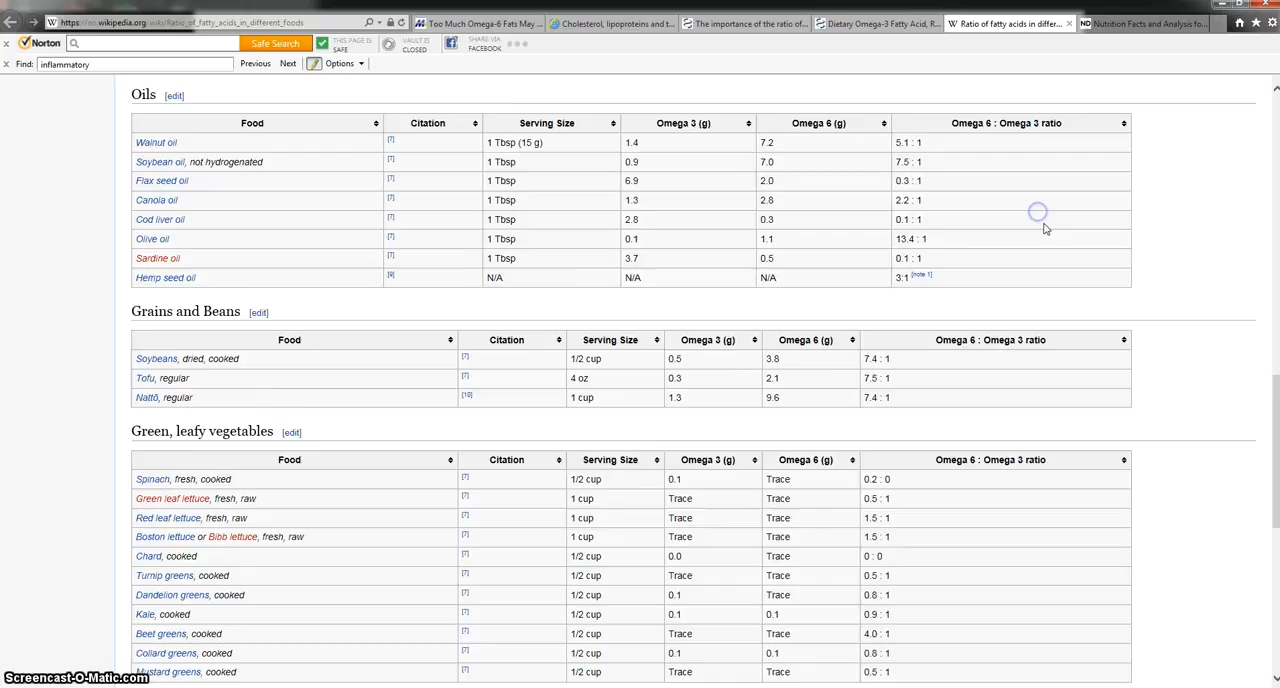 https://en.wikipedia.org/wiki/Ratio_of_fatty_acids_in_different_foods
Too Much Omega-6 Fats May ...
Cholesterol, lipoproteins and t...
The importance of the ratio of...
Dietary Omega-3 Fatty Acid, R...
W Ratio of fatty acids in differ... ×
ND Nutrition Facts and Analysis fo...
x Norton Safe Search THIS PAGE IS SAFE VAULT IS CLOSED SHARE VIA FACEBOOK
x Find: inflammatory Previous Next Options
Oils [edit]
Food Citation Serving Size Omega 3 (g) Omega 6 (g) Omega 6 : Omega 3 ratio
Walnut oil [7] 1 Tbsp (15 g) 1.4 7.2 5.1 : 1
Soybean oil, not hydrogenated [7] 1 Tbsp 0.9 7.0 7.5 : 1
Flax seed oil [7] 1 Tbsp 6.9 2.0 0.3 : 1
Canola oil [7] 1 Tbsp 1.3 2.8 2.2 : 1
Cod liver oil [7] 1 Tbsp 2.8 0.3 0.1 : 1
Olive oil [7] 1 Tbsp 0.1 1.1 13.4 : 1
Sardine oil [7] 1 Tbsp 3.7 0.5 0.1 : 1
Hemp seed oil [9] N/A N/A N/A 3:1 [note 1]
Grains and Beans [edit]
Food Citation Serving Size Omega 3 (g) Omega 6 (g) Omega 6 : Omega 3 ratio
Soybeans, dried, cooked [7] 1/2 cup 0.5 3.8 7.4 : 1
Tofu, regular [7] 4 oz 0.3 2.1 7.5 : 1
Nattō, regular [10] 1 cup 1.3 9.6 7.4 : 1
Green, leafy vegetables [edit]
Food Citation Serving Size Omega 3 (g) Omega 6 (g) Omega 6 : Omega 3 ratio
Spinach, fresh, cooked [7] 1/2 cup 0.1 Trace 0.2 : 0
Green leaf lettuce, fresh, raw [7] 1 cup Trace Trace 0.5 : 1
Red leaf lettuce, fresh, raw [7] 1 cup Trace Trace 1.5 : 1
Boston lettuce or Bibb lettuce, fresh, raw [7] 1 cup Trace Trace 1.5 : 1
Chard, cooked [7] 1/2 cup 0.0 Trace 0 : 0
Turnip greens, cooked [7] 1/2 cup Trace Trace 0.5 : 1
Dandelion greens, cooked [7] 1/2 cup 0.1 Trace 0.8 : 1
Kale, cooked [7] 1/2 cup 0.1 0.1 0.9 : 1
Beet greens, cooked [7] 1/2 cup Trace Trace 4.0 : 1
Collard greens, cooked [7] 1/2 cup 0.1 0.1 0.8 : 1
Mustard greens, cooked [7] 1/2 cup Trace Trace 0.5 : 1
Screencast-O-Matic.com